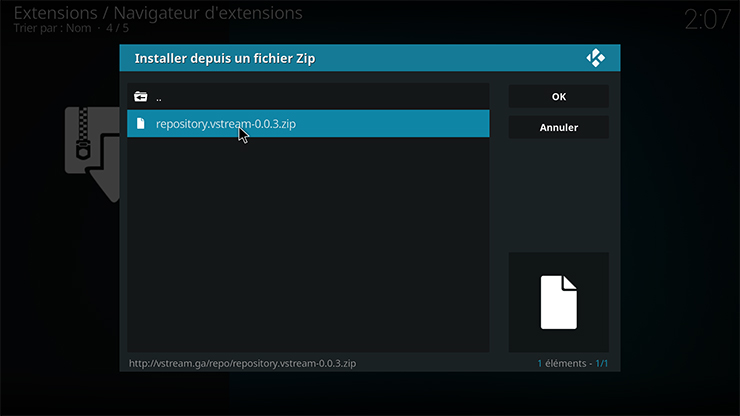 Extensions / Navigateur d'extensions
Trier par : Nom · 4 / 5
2:07
Installer depuis un fichier Zip
..
repository.vstream-0.0.3.zip
OK
Annuler
http://vstream.ga/repo/repository.vstream-0.0.3.zip
1 éléments - 1/1